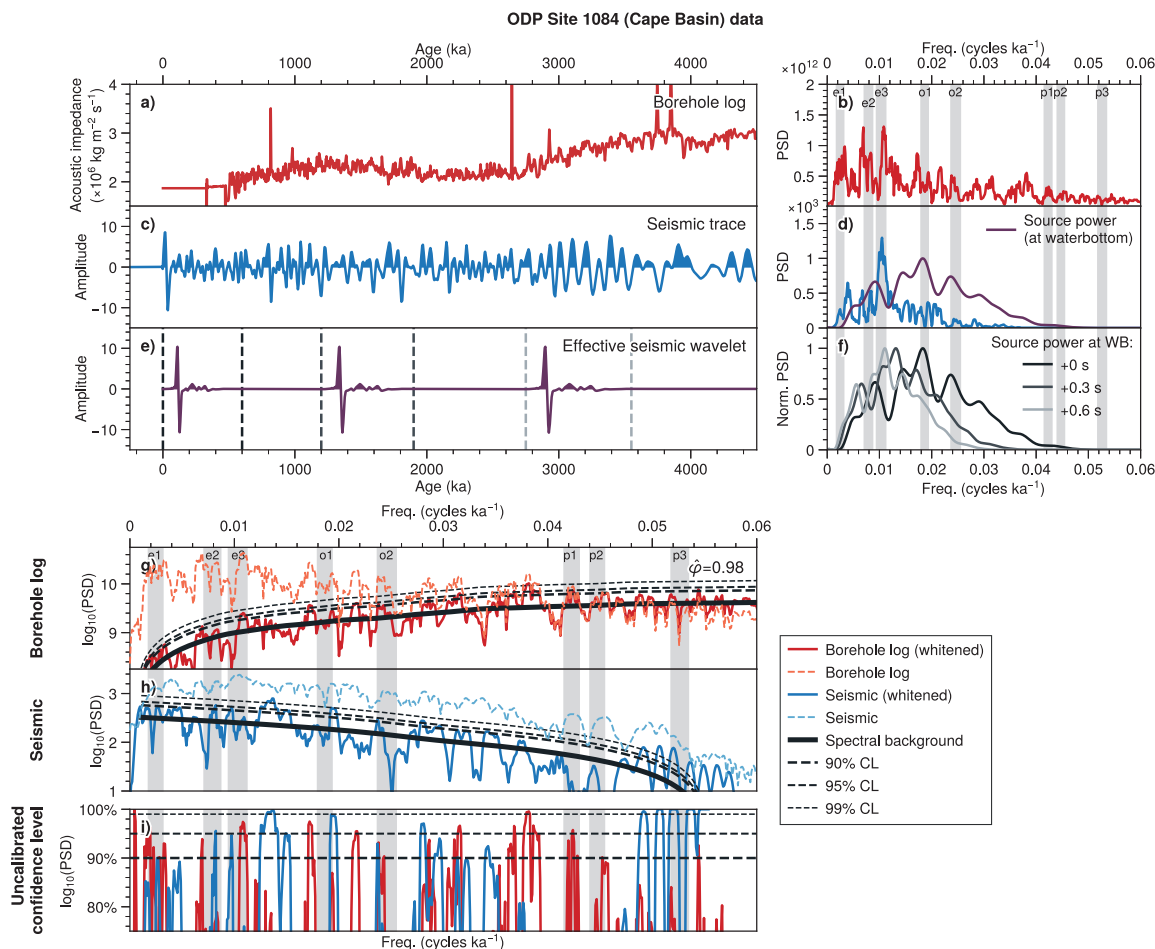 ODP Site 1084 (Cape Basin) data
Age (ka)
0 1000 2000 3000 4000
Acoustic impedance
(×10⁶ kg m⁻² s⁻¹)
4
3
2
a)
Borehole log
Freq. (cycles ka⁻¹)
0 0.01 0.02 0.03 0.04 0.05 0.06
×10¹²
PSD
2
1.5
1
0.5
0
e1 e2 e3 o1 o2 p1 p2 p3
b)
Amplitude
10
0
−10
c)
Seismic trace
×10³
PSD
1.5
1
0.5
0
d)
Source power
(at waterbottom)
Amplitude
10
0
−10
e)
Effective seismic wavelet
0 1000 2000 3000 4000
Age (ka)
Norm. PSD
1
0.5
0
f)
Source power at WB:
+0 s
+0.3 s
+0.6 s
0 0.01 0.02 0.03 0.04 0.05 0.06
Freq. (cycles ka⁻¹)
Freq. (cycles ka⁻¹)
0 0.01 0.02 0.03 0.04 0.05 0.06
Borehole log
log₁₀(PSD)
10
9
g)
e2 e3 o1 o2 p1 p2 p3
φ̂=0.98
Seismic
log₁₀(PSD)
3
2
1
h)
Uncalibrated
confidence level
log₁₀(PSD)
100%
90%
80%
i)
Freq. (cycles ka⁻¹)
Borehole log (whitened)
Borehole log
Seismic (whitened)
Seismic
Spectral background
90% CL
95% CL
99% CL